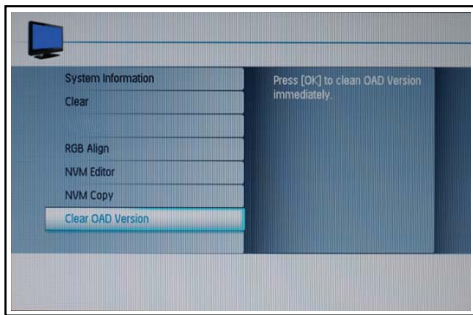 System Information
Clear
RGB Align
NVM Editor
NVM Copy
Clear OAD Version
Press [OK] to clean OAD Version
immediately.